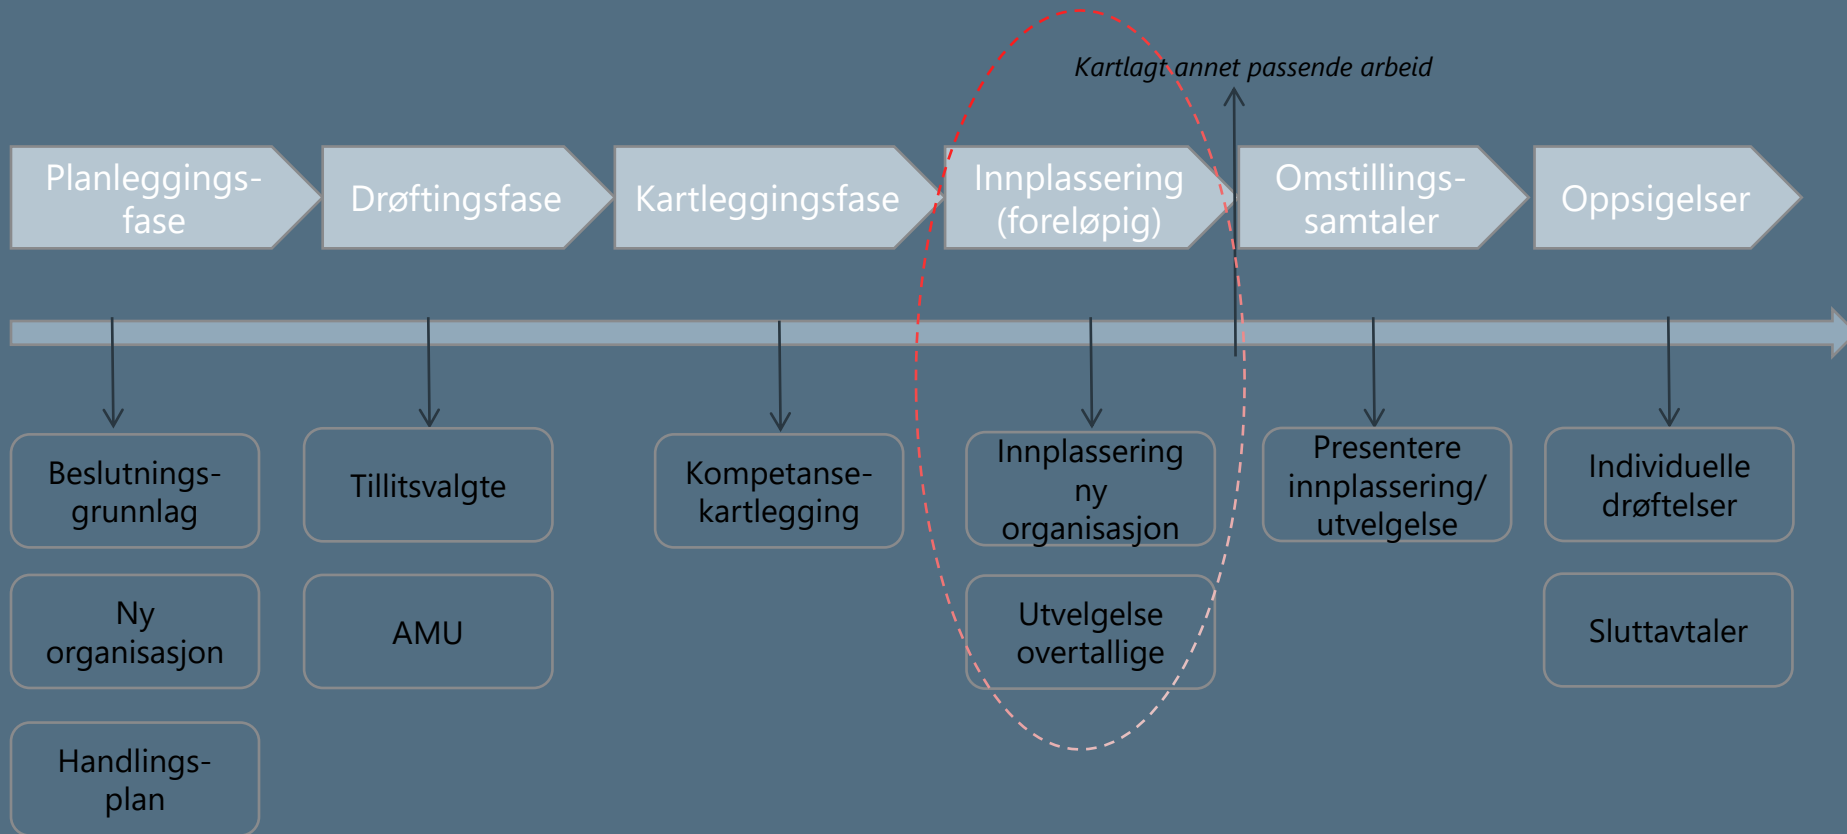 Kartlagt annet passende arbeid
Planleggings-
fase
Drøftingsfase
Kartleggingsfase
Innplassering
(foreløpig)
Omstillings-
samtaler
Oppsigelser
Beslutnings-
grunnlag
Ny
organisasjon
Handlings-
plan
Tillitsvalgte
AMU
Kompetanse-
kartlegging
Innplassering
ny
organisasjon
Utvelgelse
overtallige
Presentere
innplassering/
utvelgelse
Individuelle
drøftelser
Sluttavtaler